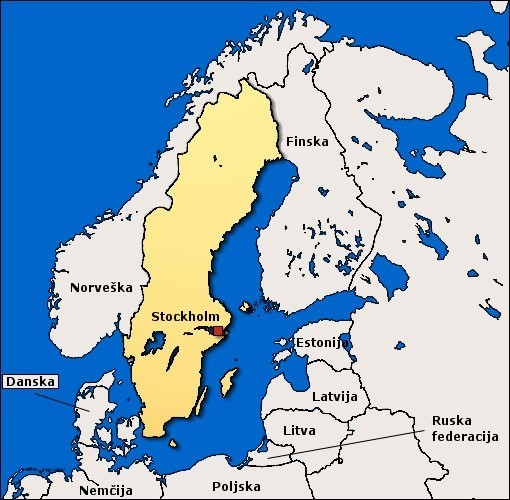 Finska
Norveška
Stockholm
Estonija
Danska
Latvija
Litva
Ruska
federacija
Nemčija
Poljska